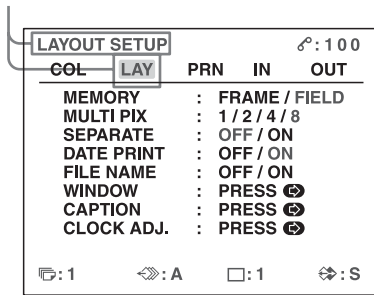 LAYOUT SETUP :100
COL LAY PRN IN OUT
MEMORY : FRAME / FIELD
MULTI PIX : 1 / 2 / 4 / 8
SEPARATE : OFF / ON
DATE PRINT : OFF / ON
FILE NAME : OFF / ON
WINDOW : PRESS
CAPTION : PRESS
CLOCK ADJ. : PRESS
:1 :A :1 :S